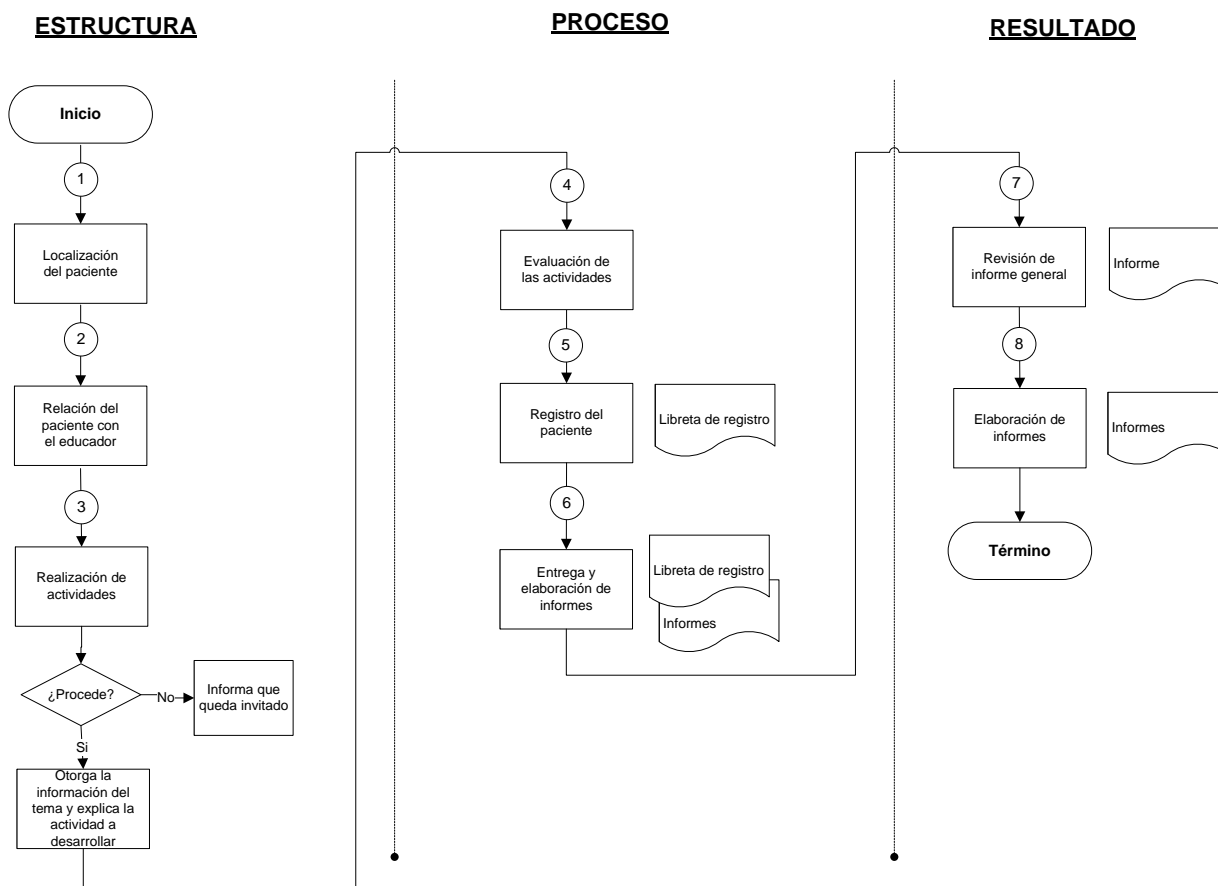 ESTRUCTURA
Inicio
1
Localización
del paciente
2
Relación del
paciente con
el educador
3
Realización de
actividades
¿Procede?
No
Informa que
queda invitado
Si
Otorga la
información del
tema y explica la
actividad a
desarrollar
PROCESO
4
Evaluación de
las actividades
5
Registro del
paciente
Libreta de registro
6
Entrega y
elaboración de
informes
Libreta de registro
Informes
RESULTADO
7
Revisión de
informe general
Informe
8
Elaboración de
informes
Informes
Término